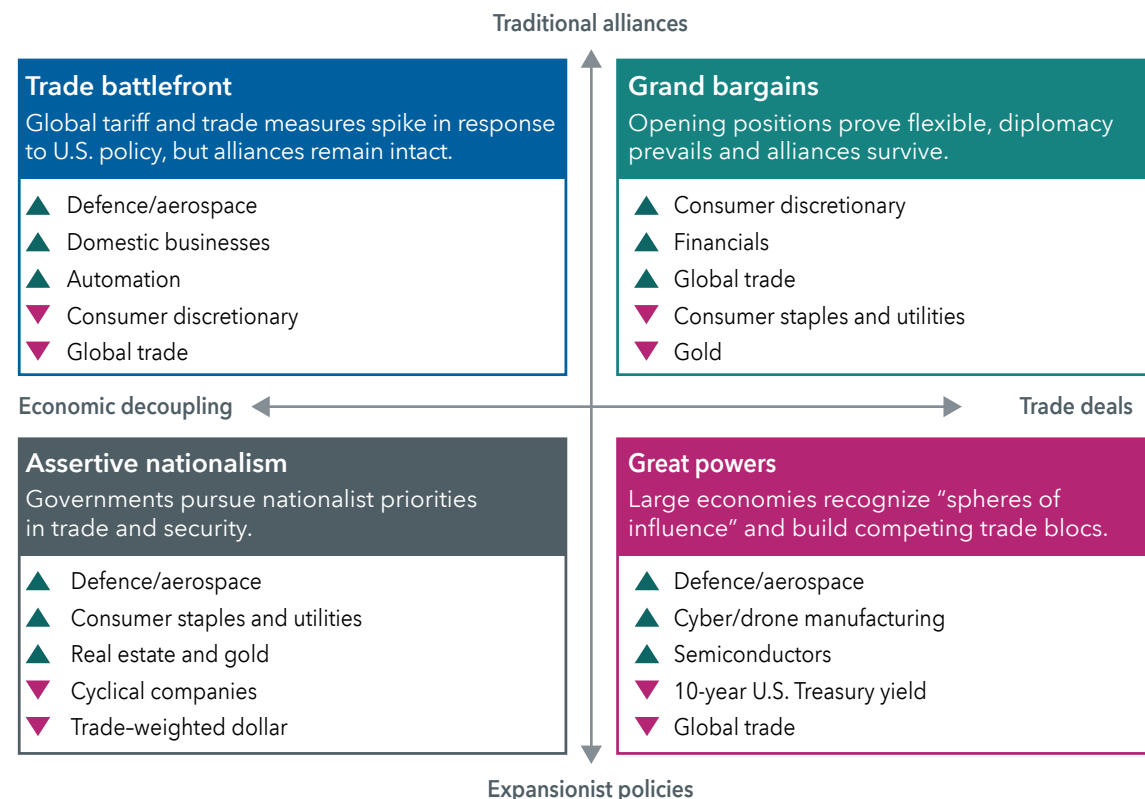 Traditional alliances
Trade battlefront
Global tariff and trade measures spike in response
to U.S. policy, but alliances remain intact.
Defence/aerospace
Domestic businesses
Automation
Consumer discretionary
Global trade
Grand bargains
Opening positions prove flexible, diplomacy
prevails and alliances survive.
Consumer discretionary
Financials
Global trade
Consumer staples and utilities
Gold
Economic decoupling
Trade deals
Assertive nationalism
Governments pursue nationalist priorities
in trade and security.
Defence/aerospace
Consumer staples and utilities
Real estate and gold
Cyclical companies
Trade-weighted dollar
Great powers
Large economies recognize “spheres of
influence” and build competing trade blocs.
Defence/aerospace
Cyber/drone manufacturing
Semiconductors
10-year U.S. Treasury yield
Global trade
Expansionist policies